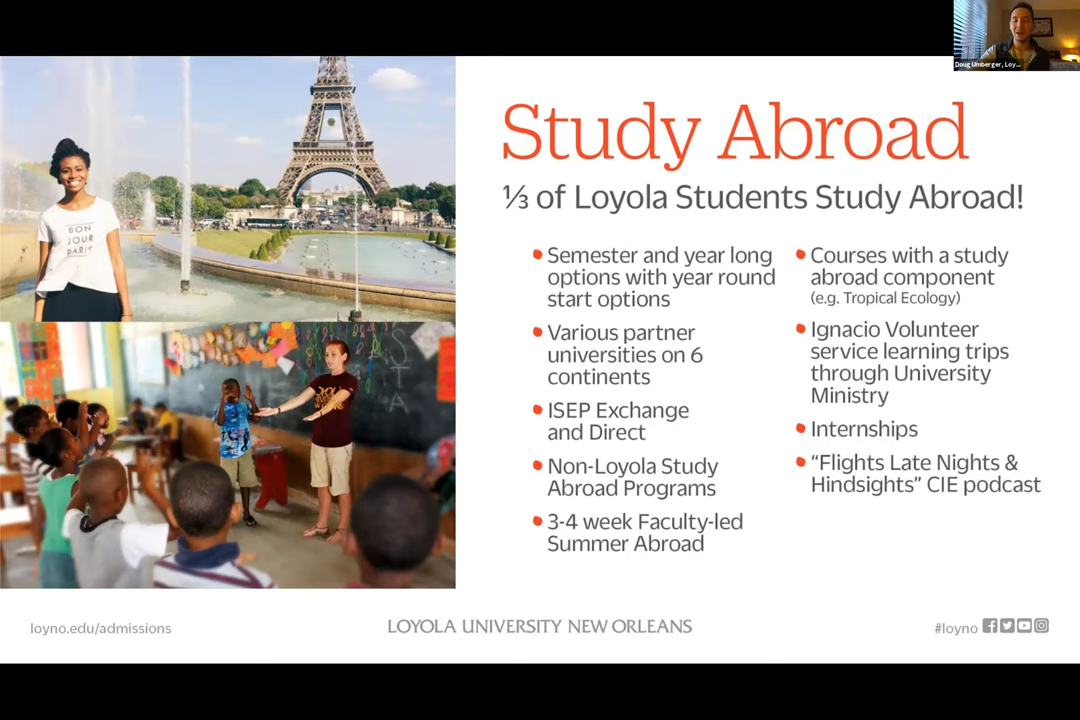 Doug Umberger, Loy...
Study Abroad
⅓ of Loyola Students Study Abroad!
Semester and year long
options with year round
start options
Various partner
universities on 6
continents
ISEP Exchange
and Direct
Non-Loyola Study
Abroad Programs
3-4 week Faculty-led
Summer Abroad
Courses with a study
abroad component
(e.g. Tropical Ecology)
Ignacio Volunteer
service learning trips
through University
Ministry
Internships
“Flights Late Nights &
Hindsights” CIE podcast
BON
JOUR
PARIS
S
T
A
loyno.edu/admissions
LOYOLA UNIVERSITY NEW ORLEANS
#loyno